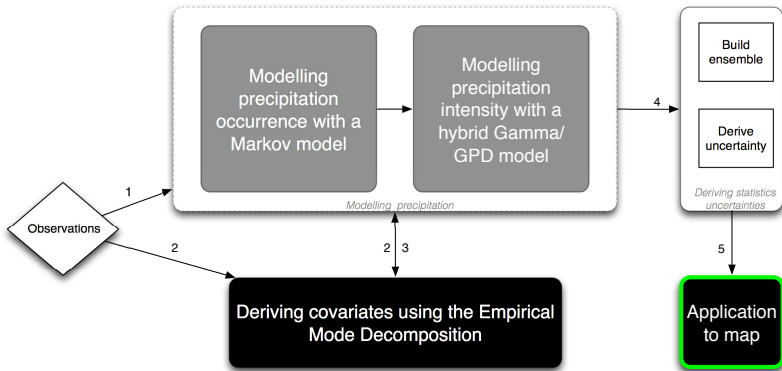 Modelling
precipitation
occurrence with a
Markov model
Modelling
precipitation
intensity with a
hybrid Gamma/
GPD model
Modelling precipitation
4
Build
ensemble
Derive
uncertainty
Deriving statistics
uncertainties
1
Observations
2
2 3
5
Deriving covariates using the Empirical
Mode Decomposition
Application
to map